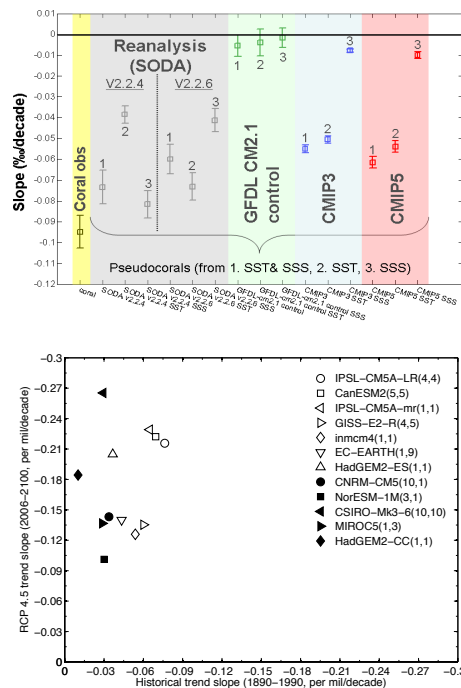 0.01
0
-0.01
-0.02
-0.03
-0.04
-0.05
-0.06
-0.07
-0.08
-0.09
-0.1
-0.11
-0.12
Slope (‰/decade)
Coral obs
Reanalysis
(SODA)
V2.2.4 V2.2.6
1 2 3 1 2 3
GFDL CM2.1
control
1 2 3
CMIP3
1 2 3
CMIP5
1 2 3
Pseudocorals (from 1. SST& SSS, 2. SST, 3. SSS)
coral
SODA v2.2.4
SODA v2.2.4 SST
SODA v2.2.4 SSS
SODA v2.2.6
SODA v2.2.6 SST
SODA v2.2.6 SSS
GFDL-cm2.1 control
GFDL-cm2.1 control SST
GFDL-cm2.1 control SSS
CMIP3
CMIP3 SST
CMIP3 SSS
CMIP5
CMIP5 SST
CMIP5 SSS
−0.3
−0.27
−0.24
−0.21
−0.18
−0.15
−0.12
−0.09
−0.06
−0.03
0
RCP 4.5 trend slope (2006−2100, per mil/decade)
IPSL−CM5A−LR(4,4)
CanESM2(5,5)
IPSL−CM5A−mr(1,1)
GISS−E2−R(4,5)
inmcm4(1,1)
EC−EARTH(1,9)
HadGEM2−ES(1,1)
CNRM−CM5(10,1)
NorESM−1M(3,1)
CSIRO−Mk3−6(10,10)
MIROC5(1,3)
HadGEM2−CC(1,1)
0 −0.03 −0.06 −0.09 −0.12 −0.15 −0.18 −0.21 −0.24 −0.27 −0.3
Historical trend slope (1890−1990, per mil/decade)